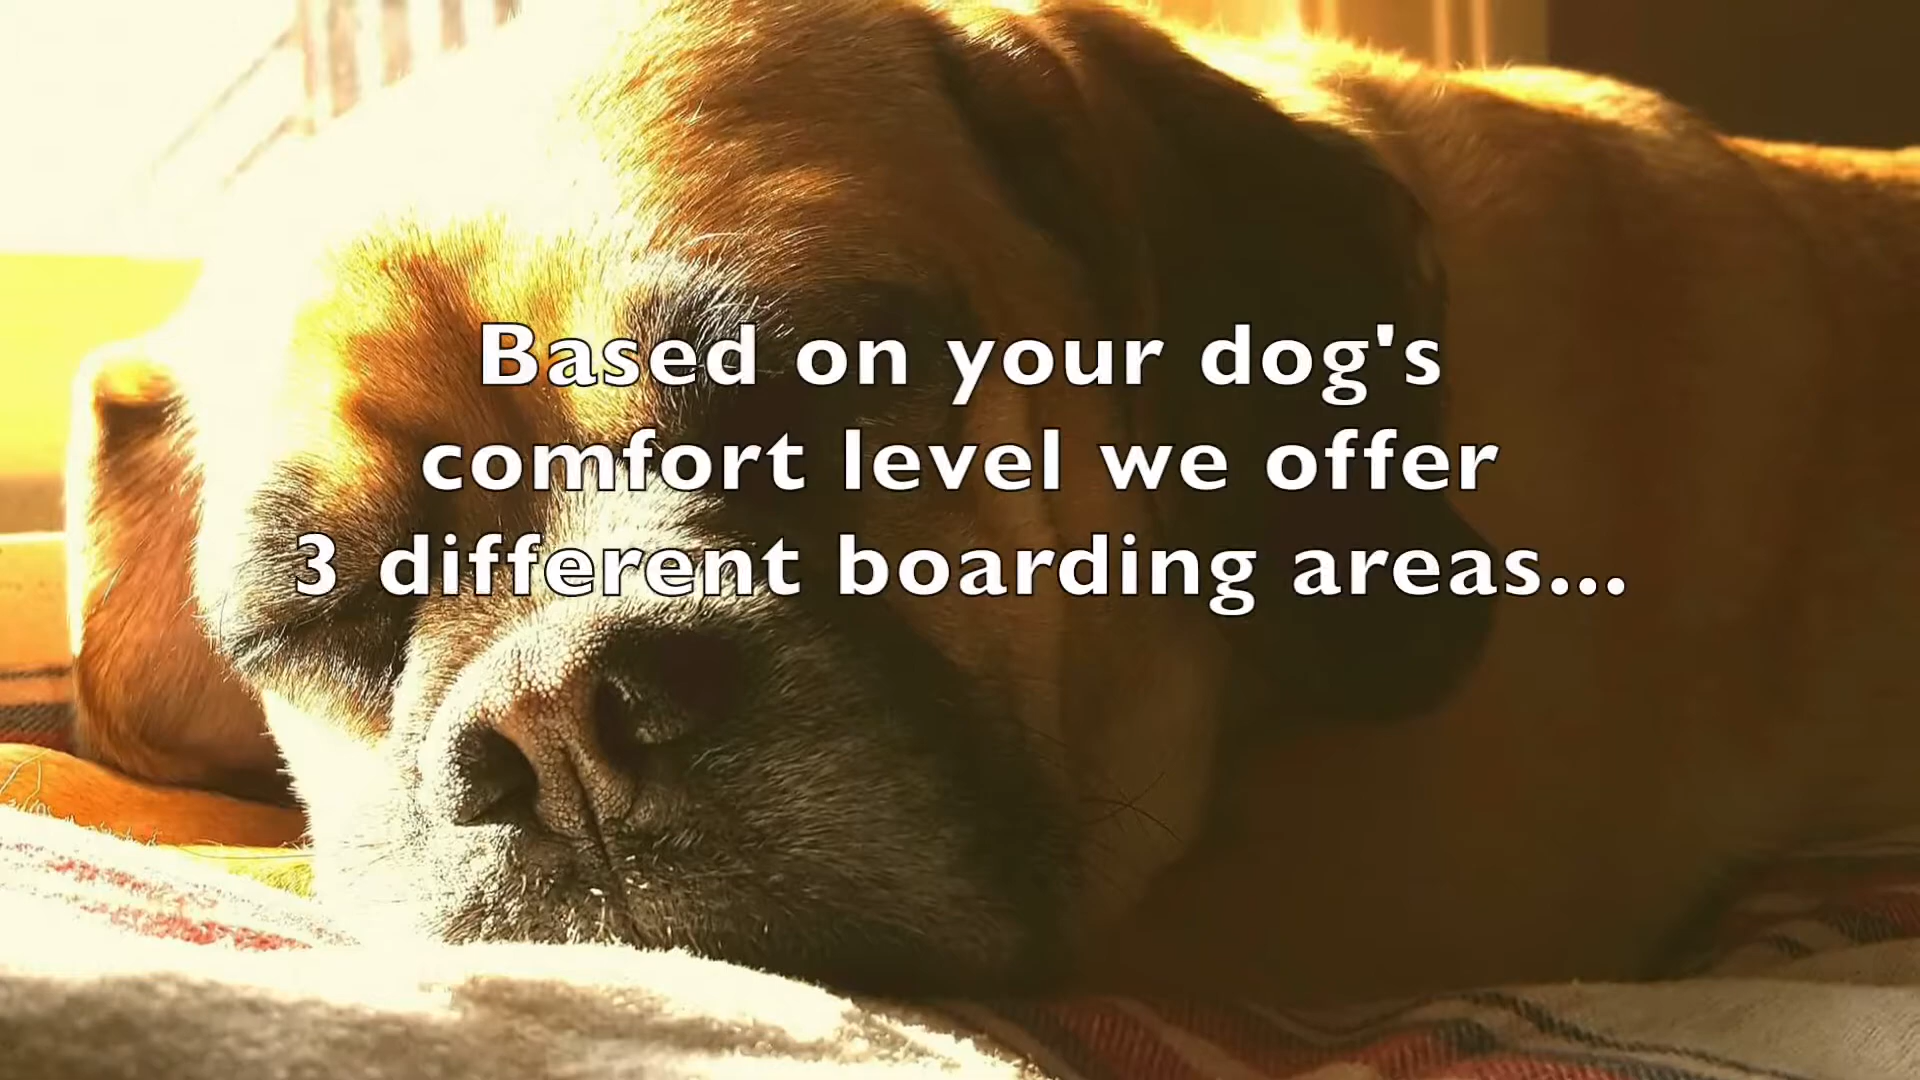 Based on your dog's
comfort level we offer
3 different boarding areas...